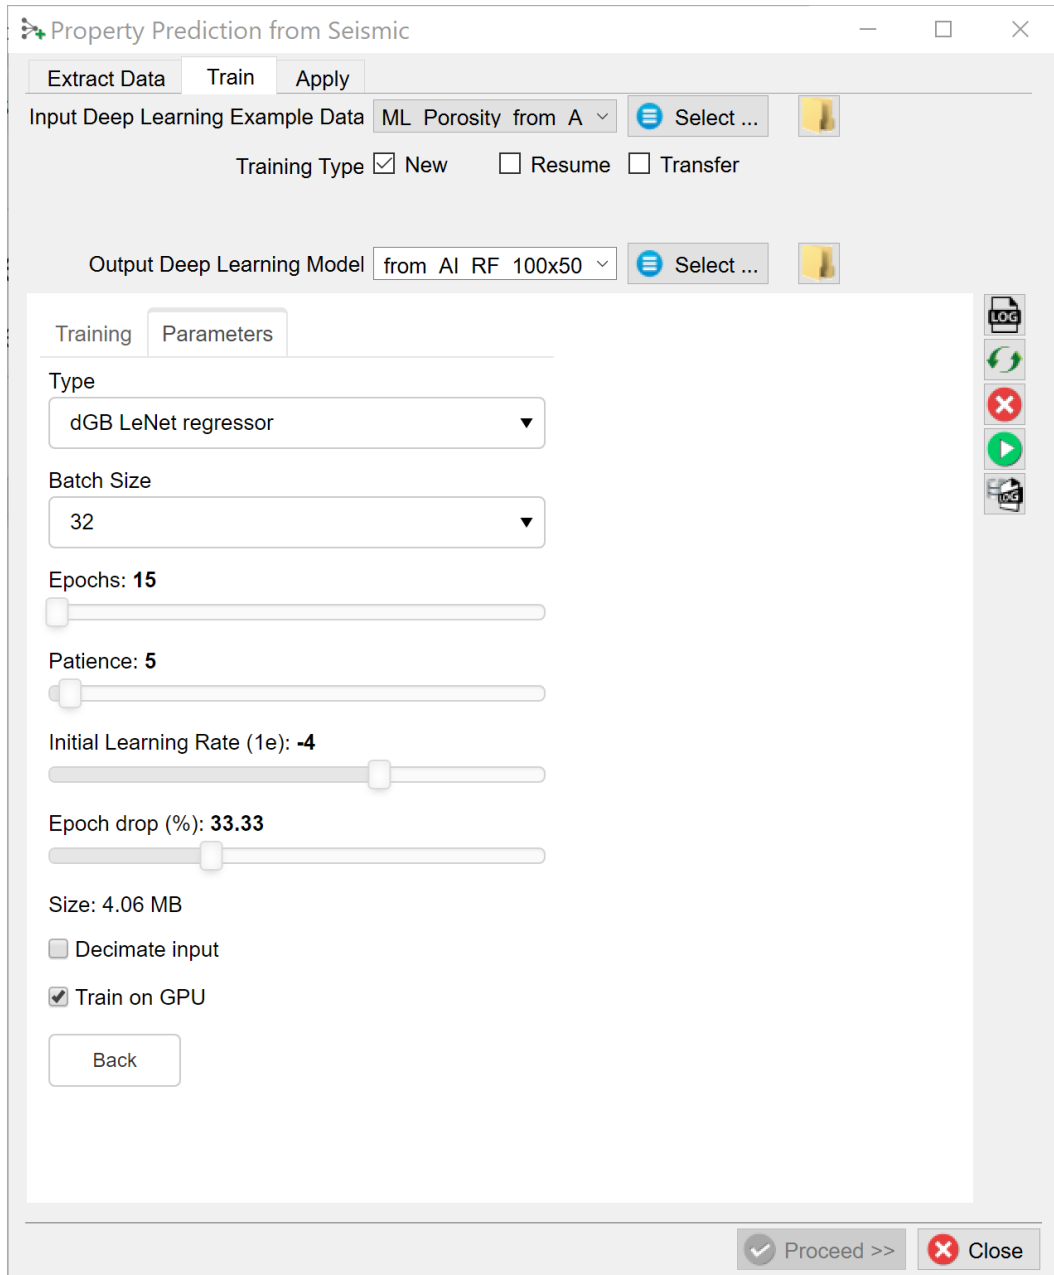 Property Prediction from Seismic
Extract Data Train Apply
Input Deep Learning Example Data ML Porosity from A Select ...
Training Type New Resume Transfer
Output Deep Learning Model from AI RF 100x50 Select ...
LOG
Training Parameters
Type
dGB LeNet regressor
Batch Size
32
LOG
Epochs: 15
Patience: 5
Initial Learning Rate (1e): -4
Epoch drop (%): 33.33
Size: 4.06 MB
Decimate input
Train on GPU
Back
Proceed >> Close